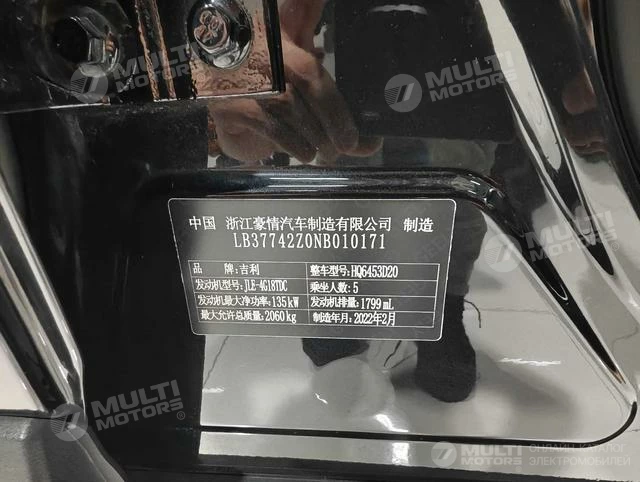 中国 浙江豪情汽车制造有限公司 制造
LB37742Z0NB010171
品 牌:吉利 整车型号:HQ6453D20
发动机型号:JLE-4G18TDC 乘坐人数:5
发动机最大净功率:135kW 发动机排量:1799mL
最大允许总质量:2060kg 制造年月:2022年2月
MULTI MOTORS
MULTI MOTORS
MULTI MOTORS®
MULTI MOTORS ОНЛАЙН-КАТАЛОГ ЭЛЕКТРОМОБИЛЕЙ